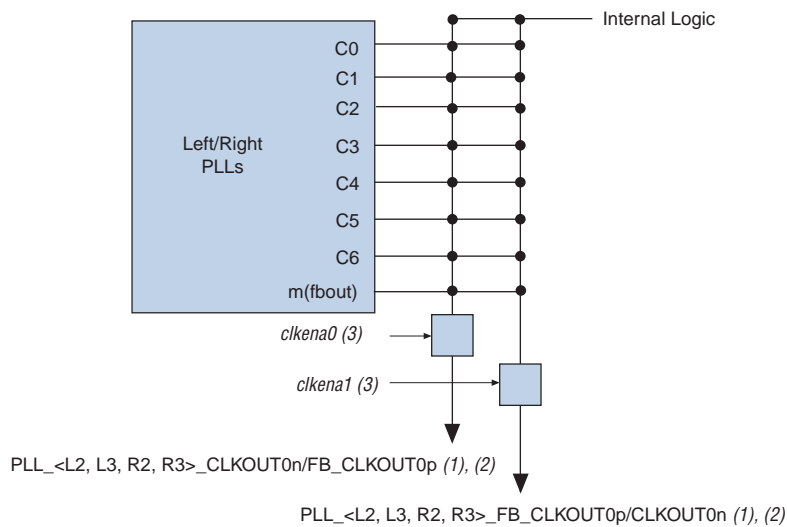 Internal Logic
C0
C1
C2
Left/Right
PLLs
C3
C4
C5
C6
m(fbout)
clkena0 (3)
clkena1 (3)
PLL_<L2, L3, R2, R3>_CLKOUT0n/FB_CLKOUT0p (1), (2)
PLL_<L2, L3, R2, R3>_FB_CLKOUT0p/CLKOUT0n (1), (2)